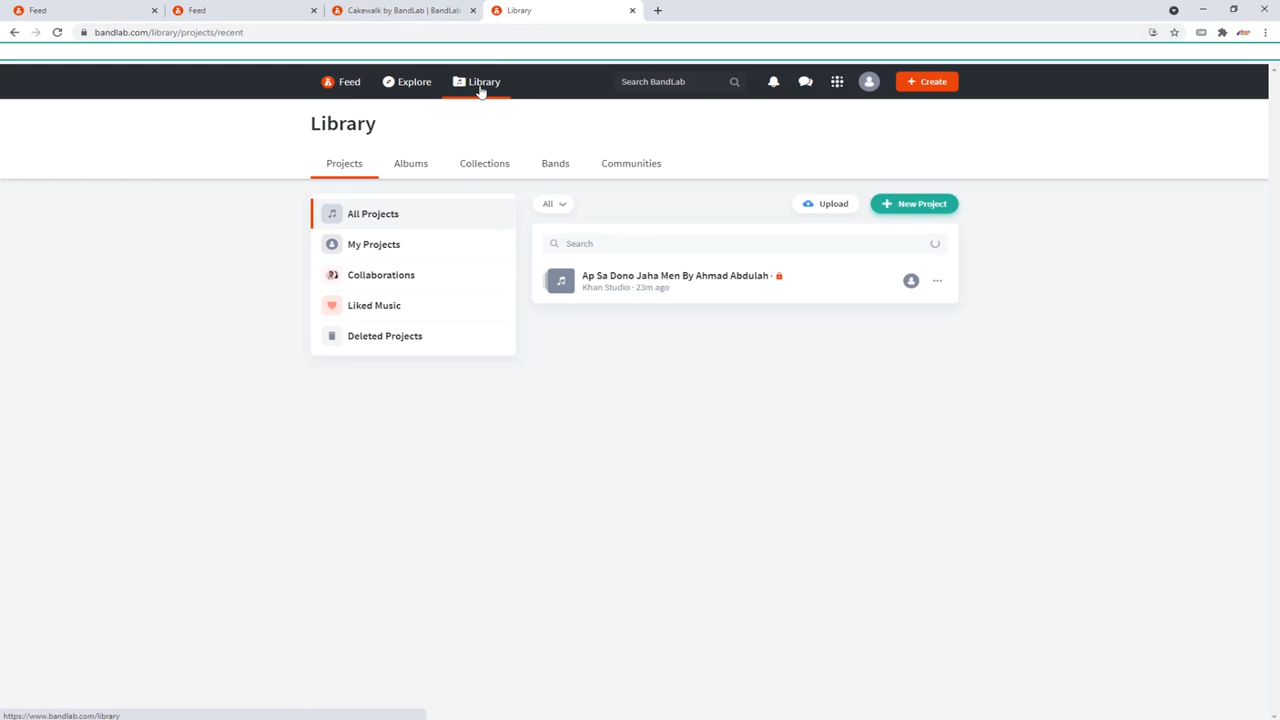 Feed
Feed
Cakewalk by BandLab | BandLab
Library
bandlab.com/library/projects/recent
Feed
Explore
Library
Search BandLab
+ Create
Library
Projects
Albums
Collections
Bands
Communities
All Projects
My Projects
Collaborations
Liked Music
Deleted Projects
All
Upload
+ New Project
Search
Ap Sa Dono Jaha Men By Ahmad Abdulah ·
Khan Studio · 23m ago
https://www.bandlab.com/library